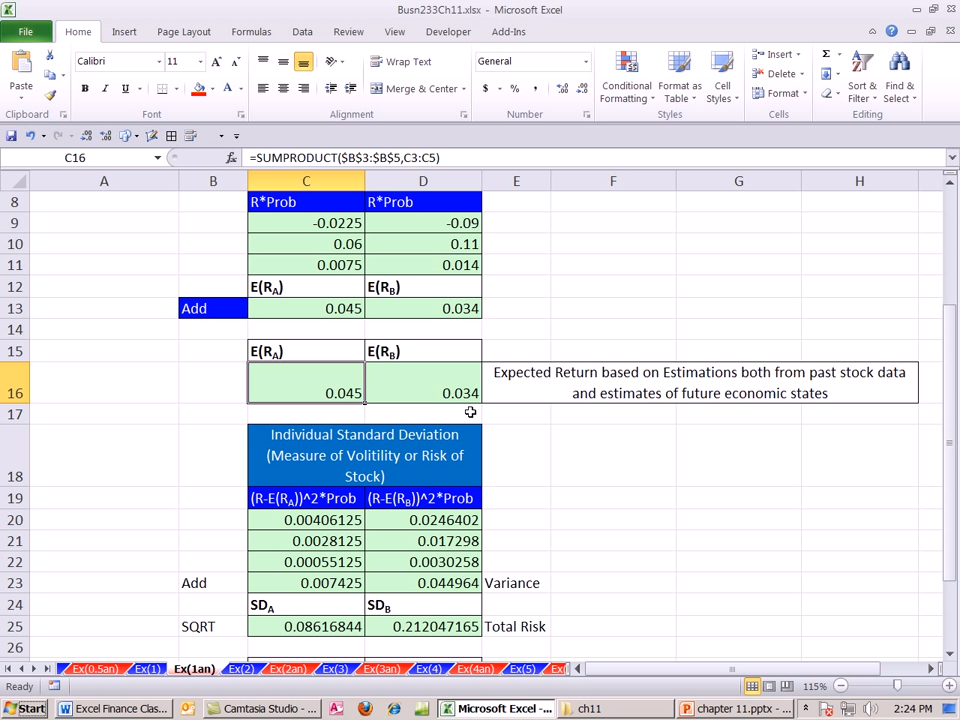 Busn233Ch11.xlsx - Microsoft Excel
File Home Insert Page Layout Formulas Data Review View Developer Add-Ins
Paste
Calibri 11
B I U
Wrap Text
Merge & Center
General
$ % ,
Conditional Formatting
Format as Table
Cell Styles
Insert
Delete
Format
Σ
Sort & Filter
Find & Select
Clipboard Font Alignment Number Styles Cells Editing
C16 fx =SUMPRODUCT($B$3:$B$5,C3:C5)
A B C D E F G H
8 R*Prob R*Prob
9 -0.0225 -0.09
10 0.06 0.11
11 0.0075 0.014
12 E(RA) E(RB)
13 Add 0.045 0.034
14
15 E(RA) E(RB)
16 0.045 0.034 Expected Return based on Estimations both from past stock data
and estimates of future economic states
17
18 Individual Standard Deviation
(Measure of Volitility or Risk of
Stock)
19 (R-E(RA))^2*Prob (R-E(RB))^2*Prob
20 0.00406125 0.0246402
21 0.0028125 0.017298
22 0.00055125 0.0030258
23 Add 0.007425 0.044964 Variance
24 SDA SDB
25 SQRT 0.08616844 0.212047165 Total Risk
26
Ex(0.5an) Ex(1) Ex(1an) Ex(2) Ex(2an) Ex(3) Ex(3an) Ex(4) Ex(4an) Ex(5) Ex
Ready 115%
Start Excel Finance Clas... Camtasia Studio - ... Microsoft Excel -... ch11 chapter 11.pptx - ... 2:24 PM